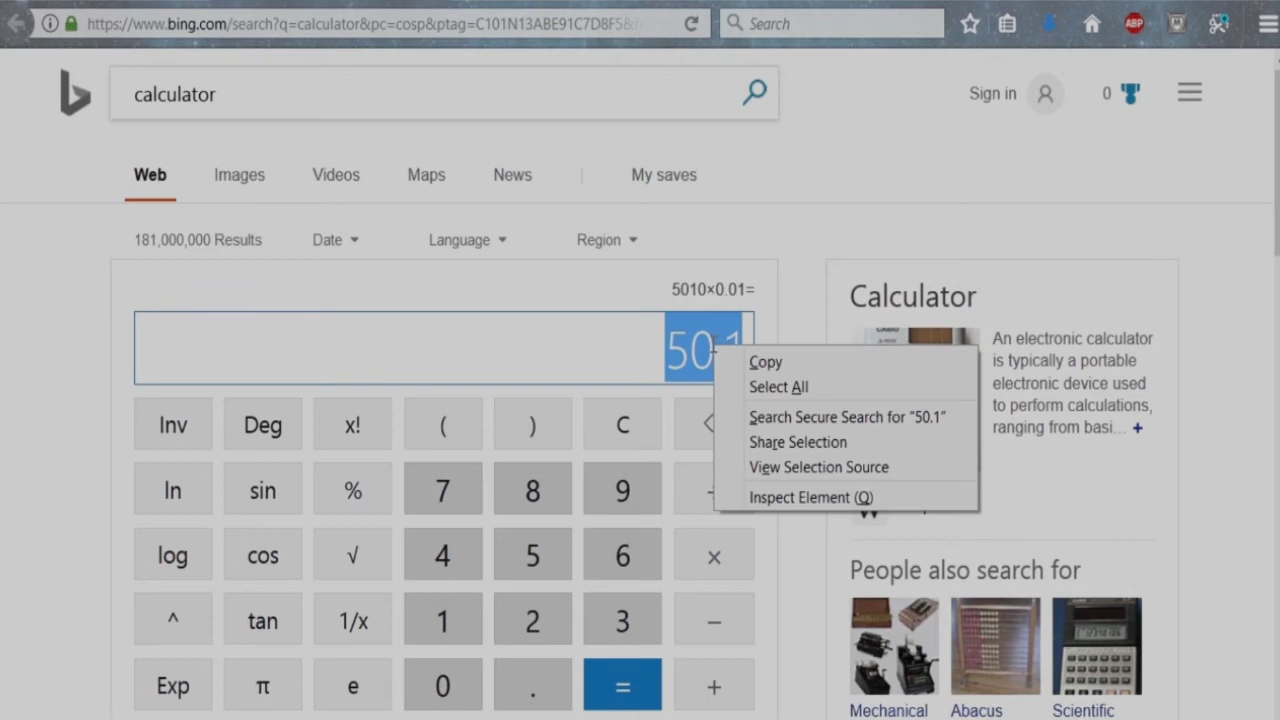 https://www.bing.com/search?q=calculator&pc=cosp&ptag=C101N13ABE91C7D8F5&
Search
ABP
calculator
Sign in
0
Web
Images
Videos
Maps
News
My saves
181,000,000 Results
Date
Language
Region
5010×0.01=
50.1
Copy
Select All
Search Secure Search for "50.1"
Share Selection
View Selection Source
Inspect Element (Q)
Inv Deg x! ( ) C
ln sin % 7 8 9
log cos √ 4 5 6 ×
^ tan 1/x 1 2 3 −
Exp π e 0 . = +
Calculator
CASIO
An electronic calculator
is typically a portable
electronic device used
to perform calculations,
ranging from basi... +
People also search for
Mechanical
Abacus
Scientific